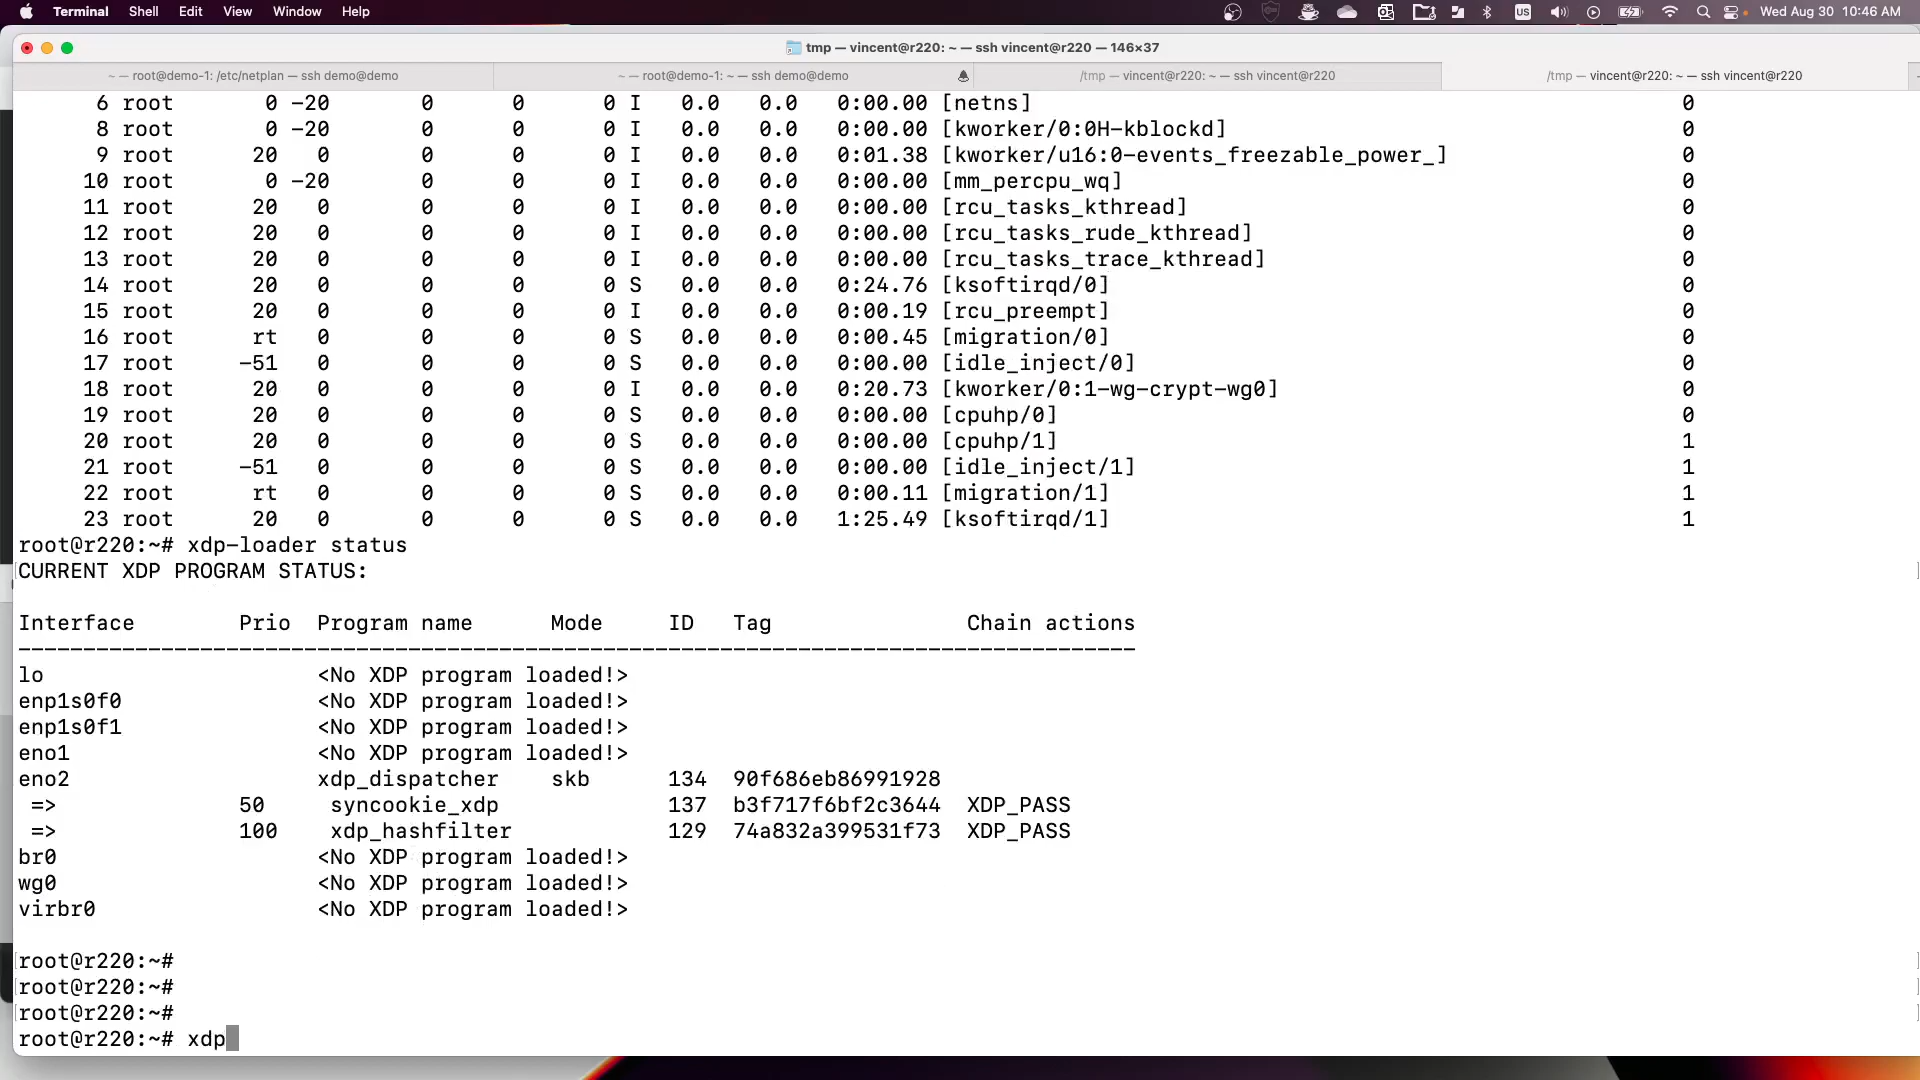 Terminal Shell Edit View Window Help US Wed Aug 30 10:46 AM
tmp — vincent@r220: ~ — ssh vincent@r220 — 146×37
~ — root@demo-1: /etc/netplan — ssh demo@demo ~ — root@demo-1: ~ — ssh demo@demo /tmp — vincent@r220: ~ — ssh vincent@r220 /tmp — vincent@r220: ~ — ssh vincent@r220
6 root 0 -20 0 0 0 I 0.0 0.0 0:00.00 [netns] 0
8 root 0 -20 0 0 0 I 0.0 0.0 0:00.00 [kworker/0:0H-kblockd] 0
9 root 20 0 0 0 0 I 0.0 0.0 0:01.38 [kworker/u16:0-events_freezable_power_] 0
10 root 0 -20 0 0 0 I 0.0 0.0 0:00.00 [mm_percpu_wq] 0
11 root 20 0 0 0 0 I 0.0 0.0 0:00.00 [rcu_tasks_kthread] 0
12 root 20 0 0 0 0 I 0.0 0.0 0:00.00 [rcu_tasks_rude_kthread] 0
13 root 20 0 0 0 0 I 0.0 0.0 0:00.00 [rcu_tasks_trace_kthread] 0
14 root 20 0 0 0 0 S 0.0 0.0 0:24.76 [ksoftirqd/0] 0
15 root 20 0 0 0 0 I 0.0 0.0 0:00.19 [rcu_preempt] 0
16 root rt 0 0 0 0 S 0.0 0.0 0:00.45 [migration/0] 0
17 root -51 0 0 0 0 S 0.0 0.0 0:00.00 [idle_inject/0] 0
18 root 20 0 0 0 0 I 0.0 0.0 0:20.73 [kworker/0:1-wg-crypt-wg0] 0
19 root 20 0 0 0 0 S 0.0 0.0 0:00.00 [cpuhp/0] 0
20 root 20 0 0 0 0 S 0.0 0.0 0:00.00 [cpuhp/1] 1
21 root -51 0 0 0 0 S 0.0 0.0 0:00.00 [idle_inject/1] 1
22 root rt 0 0 0 0 S 0.0 0.0 0:00.11 [migration/1] 1
23 root 20 0 0 0 0 S 0.0 0.0 1:25.49 [ksoftirqd/1] 1
root@r220:~# xdp-loader status
CURRENT XDP PROGRAM STATUS:
Interface Prio Program name Mode ID Tag Chain actions
--------------------------------------------------------------------------------------
lo <No XDP program loaded!>
enp1s0f0 <No XDP program loaded!>
enp1s0f1 <No XDP program loaded!>
eno1 <No XDP program loaded!>
eno2 xdp_dispatcher skb 134 90f686eb86991928
=> 50 syncookie_xdp 137 b3f717f6bf2c3644 XDP_PASS
=> 100 xdp_hashfilter 129 74a832a399531f73 XDP_PASS
br0 <No XDP program loaded!>
wg0 <No XDP program loaded!>
virbr0 <No XDP program loaded!>
root@r220:~#
root@r220:~#
root@r220:~#
root@r220:~# xdp